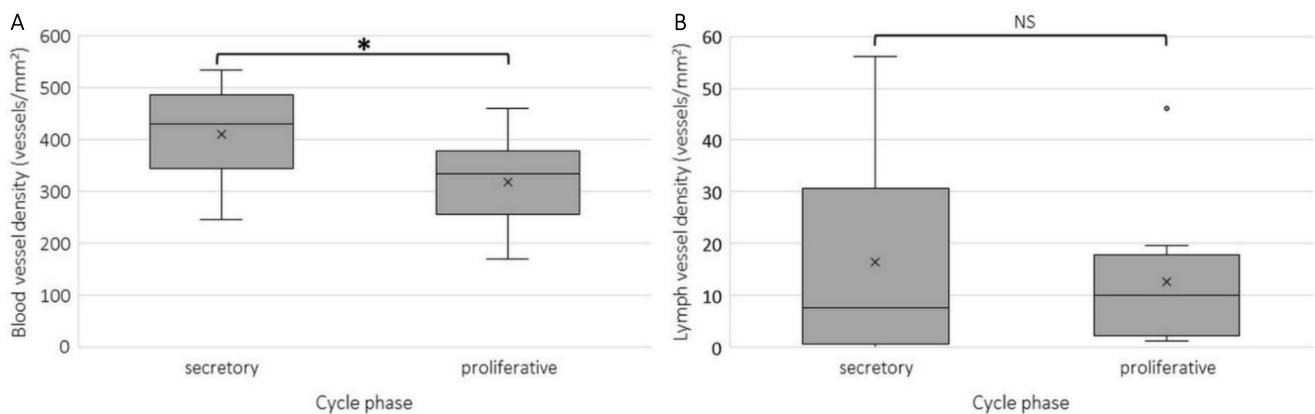 A
Blood vessel density (vessels/mm²)
600
500
400
300
200
100
0
*
secretory
proliferative
Cycle phase
B
Lymph vessel density (vessels/mm²)
60
50
40
30
20
10
0
NS
secretory
proliferative
Cycle phase